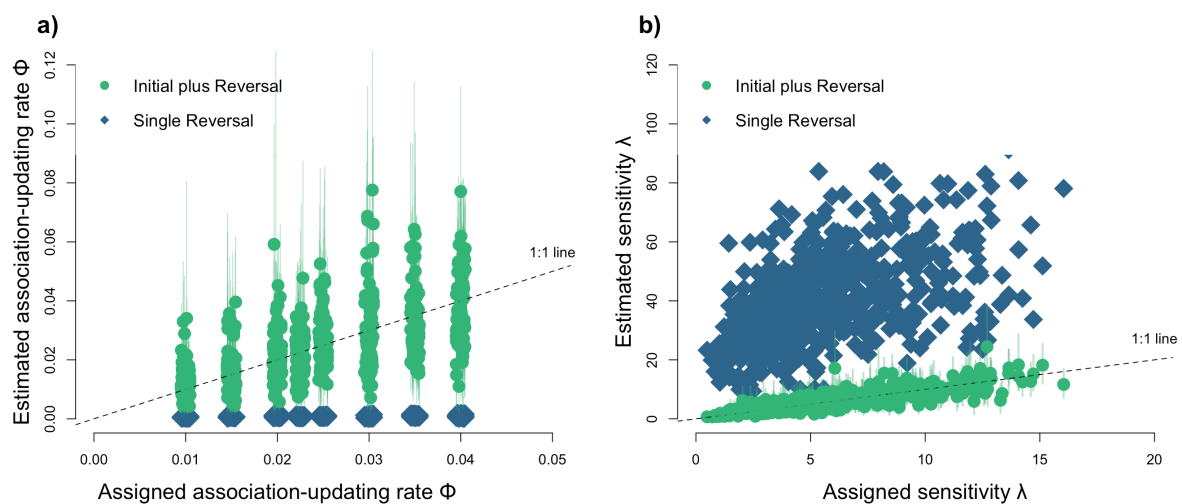 a)
Estimated association-updating rate Φ
0.12
0.10
0.08
0.06
0.04
0.02
0.00
Initial plus Reversal
Single Reversal
1:1 line
0.00 0.01 0.02 0.03 0.04 0.05
Assigned association-updating rate Φ
b)
Estimated sensitivity λ
120
100
80
60
40
20
0
Initial plus Reversal
Single Reversal
1:1 line
0 5 10 15 20
Assigned sensitivity λ